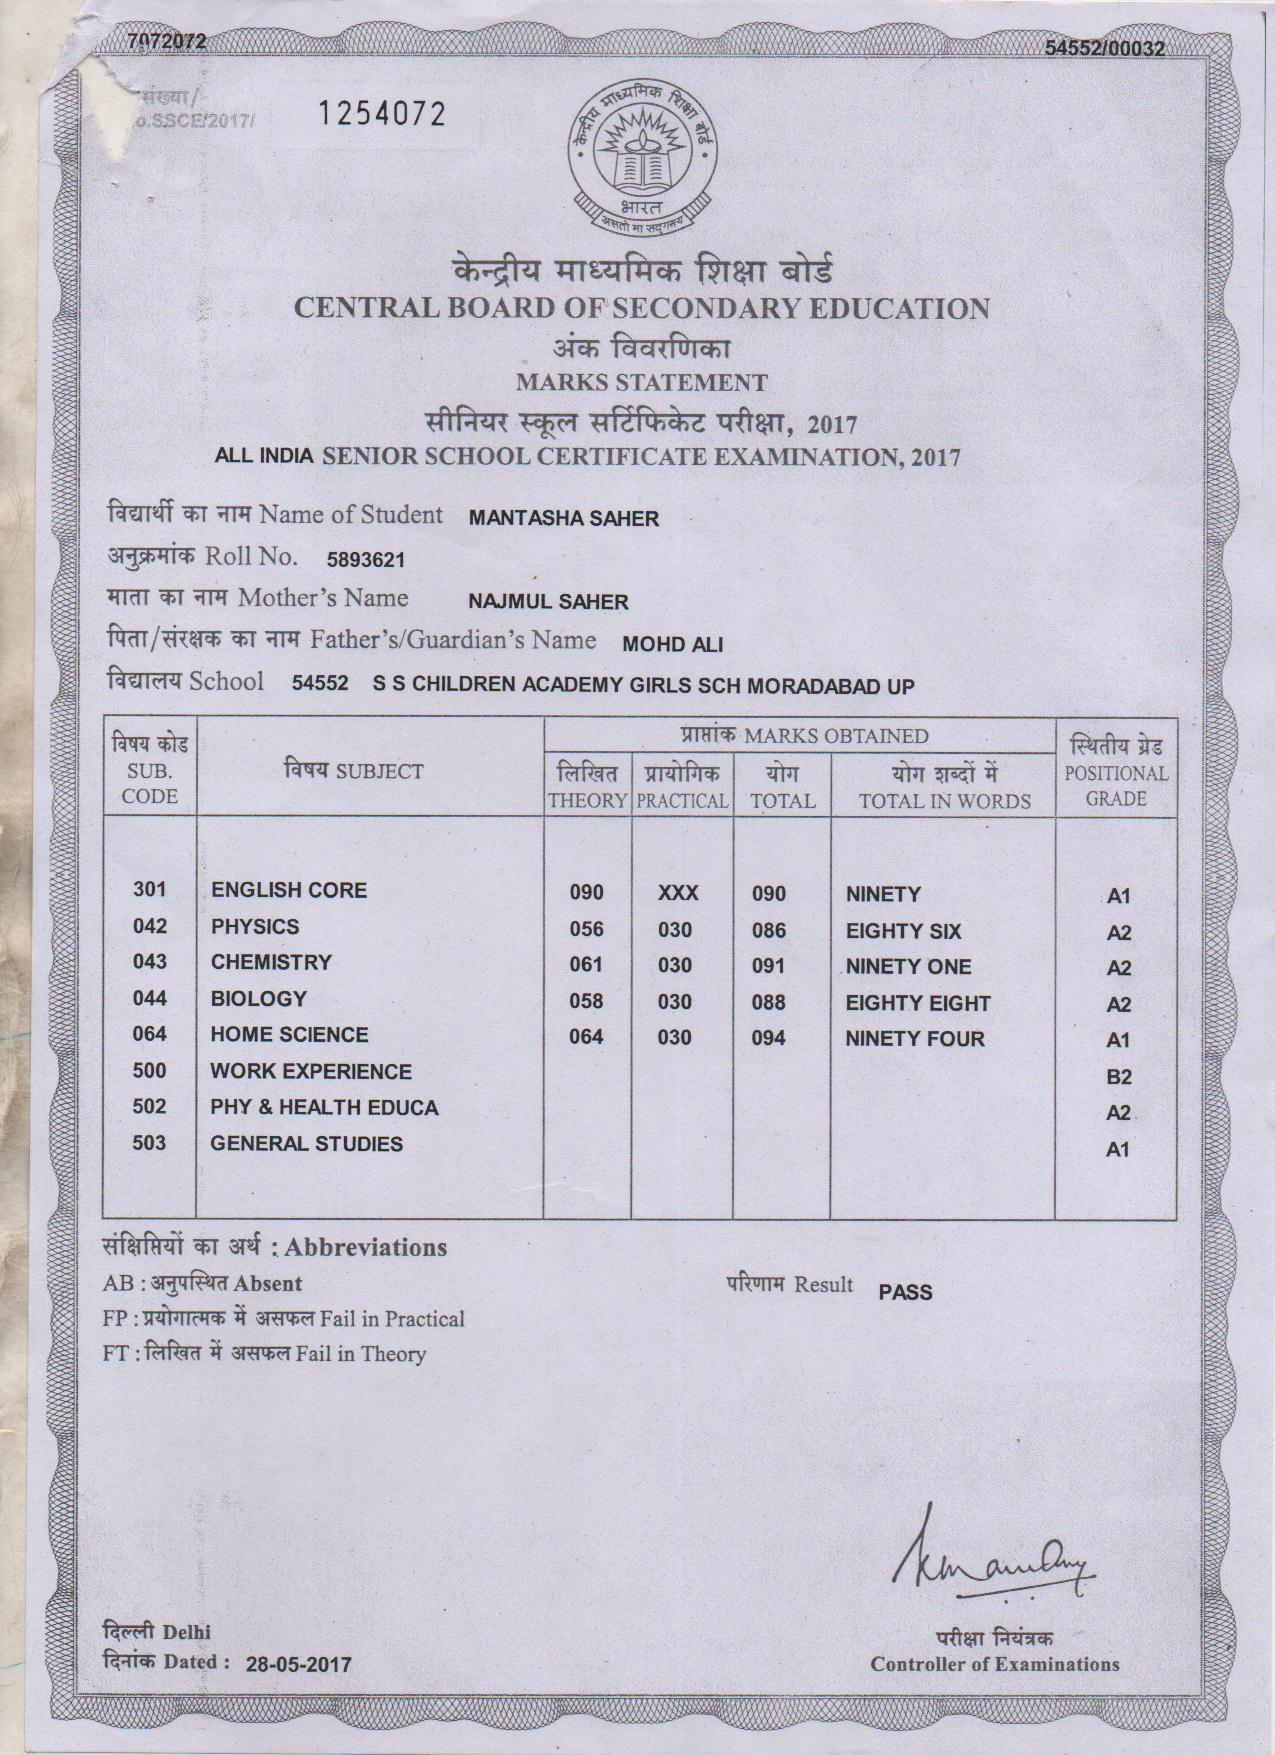 7072072
54552/00032
संख्या/
o.SSCE/2017/
1254072
केन्द्रीय माध्यमिक शिक्षा बोर्ड
भारत
असतो मा सद्गमय
केन्द्रीय माध्यमिक शिक्षा बोर्ड
CENTRAL BOARD OF SECONDARY EDUCATION
अंक विवरणिका
MARKS STATEMENT
सीनियर स्कूल सर्टिफिकेट परीक्षा, 2017
ALL INDIA SENIOR SCHOOL CERTIFICATE EXAMINATION, 2017
विद्यार्थी का नाम Name of Student MANTASHA SAHER
अनुक्रमांक Roll No. 5893621
माता का नाम Mother's Name NAJMUL SAHER
पिता/संरक्षक का नाम Father's/Guardian's Name MOHD ALI
विद्यालय School 54552 S S CHILDREN ACADEMY GIRLS SCH MORADABAD UP
विषय कोड SUB. CODE विषय SUBJECT प्राप्तांक MARKS OBTAINED स्थितीय ग्रेड POSITIONAL GRADE
लिखित THEORY प्रायोगिक PRACTICAL योग TOTAL योग शब्दों में TOTAL IN WORDS
301 ENGLISH CORE 090 XXX 090 NINETY A1
042 PHYSICS 056 030 086 EIGHTY SIX A2
043 CHEMISTRY 061 030 091 NINETY ONE A2
044 BIOLOGY 058 030 088 EIGHTY EIGHT A2
064 HOME SCIENCE 064 030 094 NINETY FOUR A1
500 WORK EXPERIENCE B2
502 PHY & HEALTH EDUCA A2
503 GENERAL STUDIES A1
संक्षिप्तियों का अर्थ : Abbreviations
AB : अनुपस्थित Absent
परिणाम Result PASS
FP : प्रयोगात्मक में असफल Fail in Practical
FT : लिखित में असफल Fail in Theory
दिल्ली Delhi
दिनांक Dated : 28-05-2017
परीक्षा नियंत्रक
Controller of Examinations